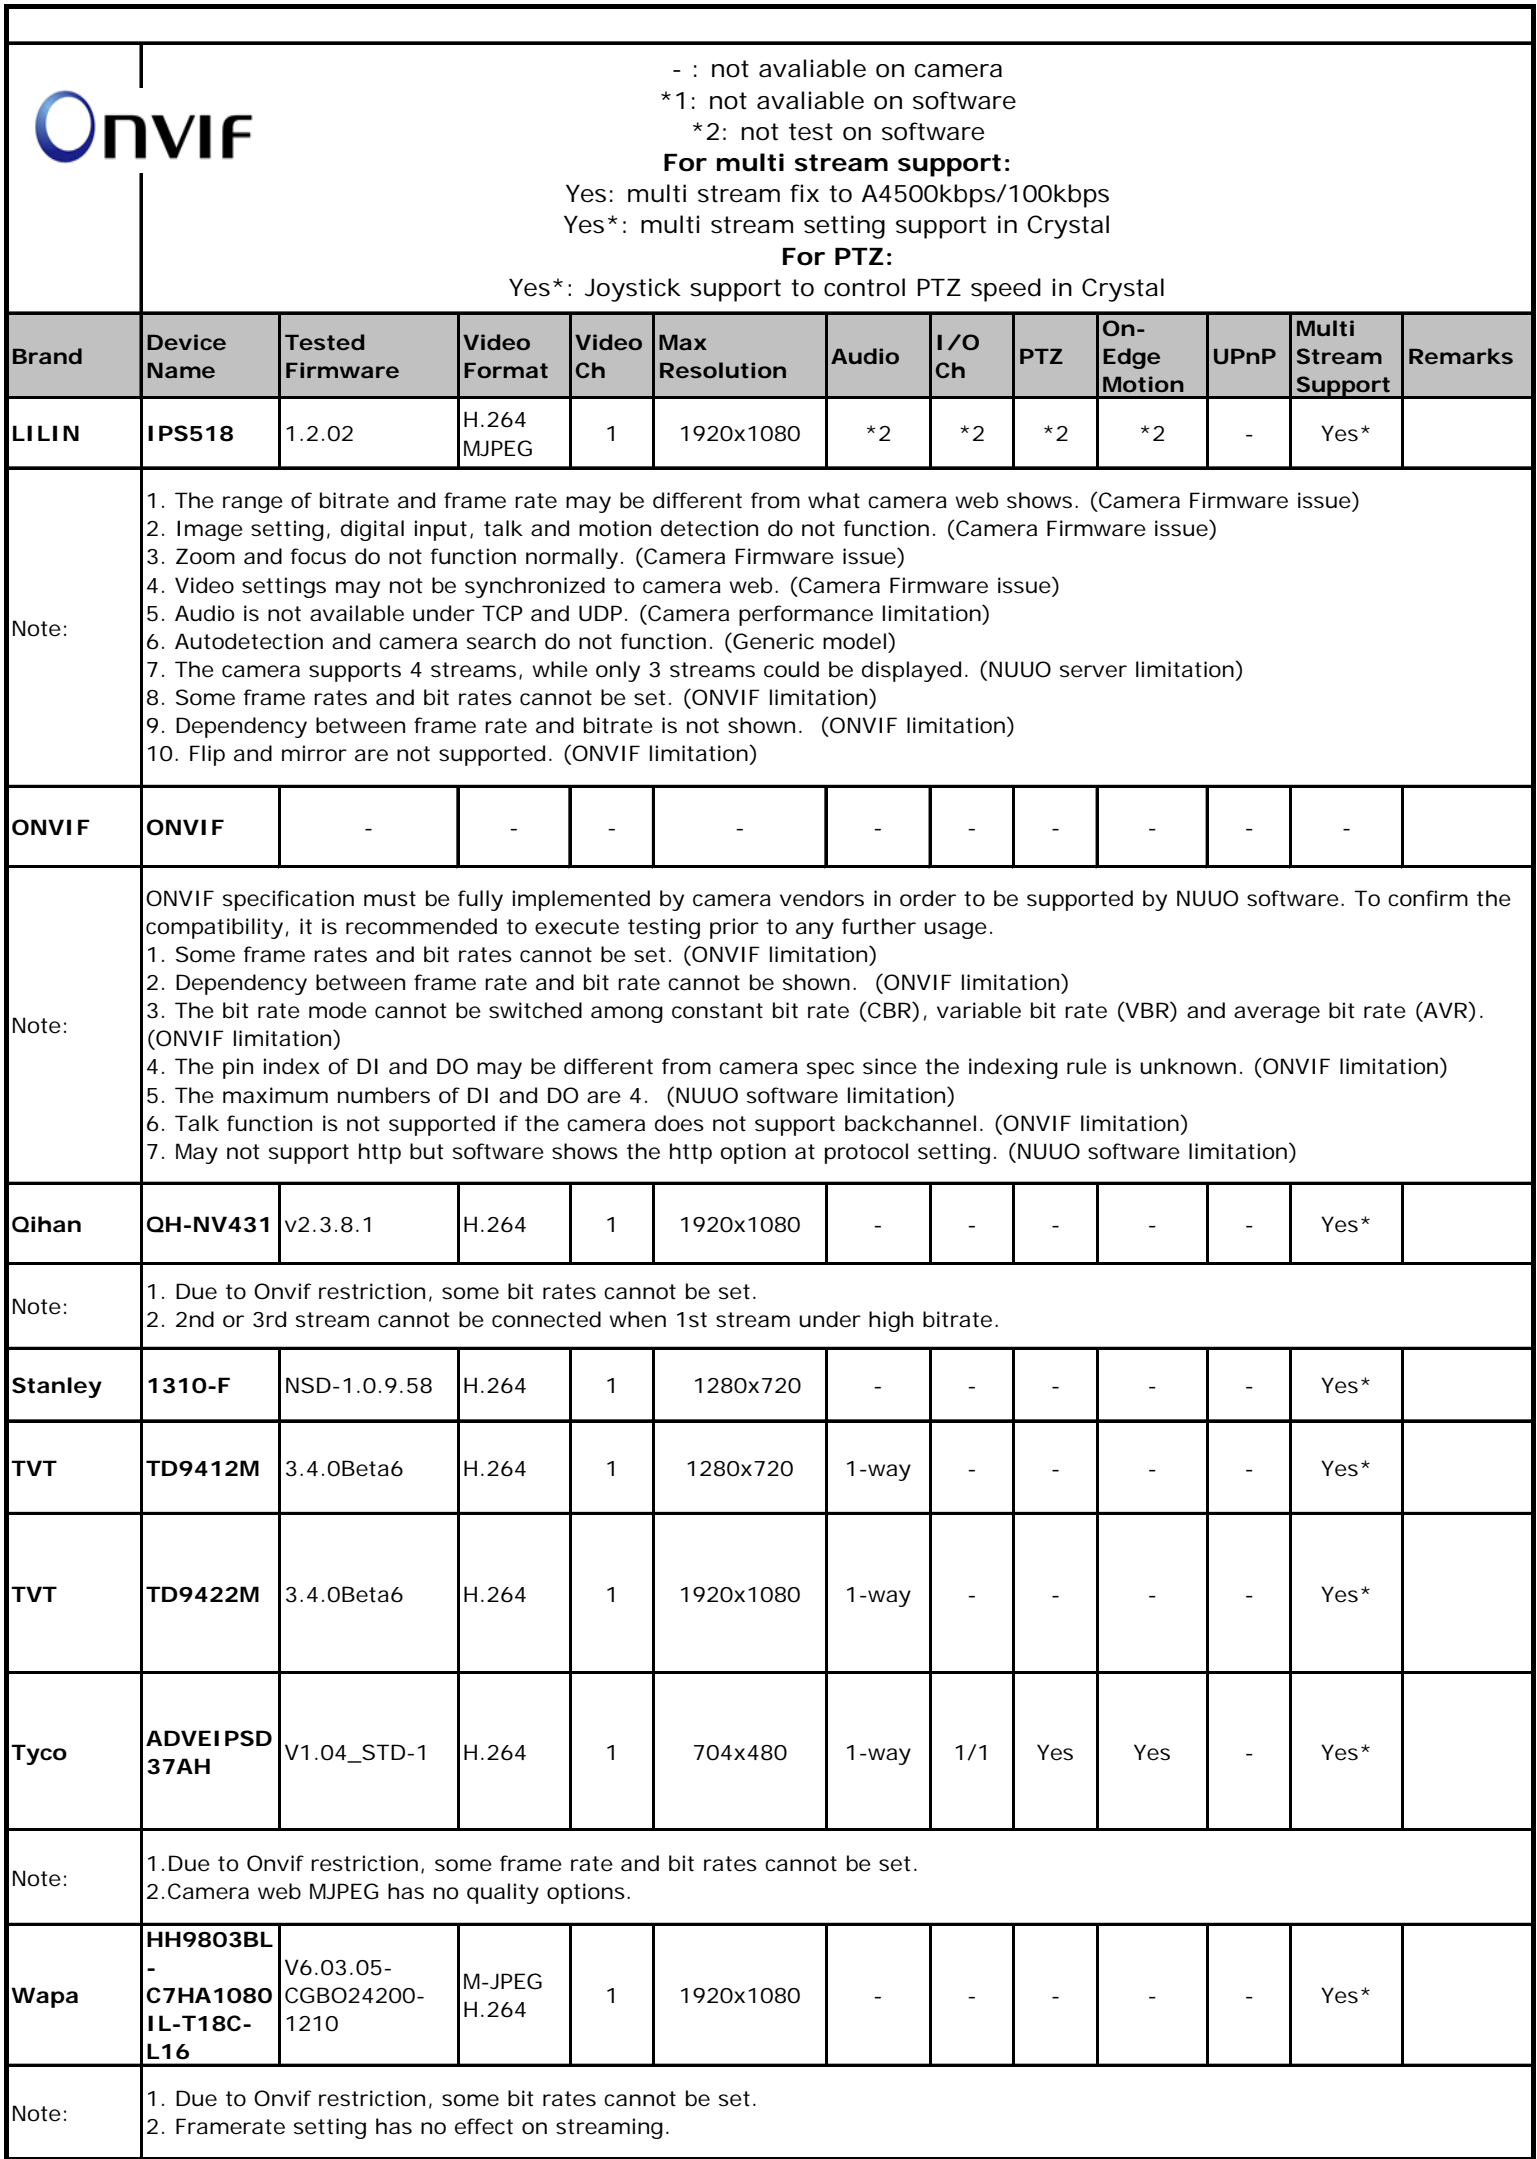 ONVIF
- : not avaliable on camera
*1: not avaliable on software
*2: not test on software
For multi stream support:
Yes: multi stream fix to A4500kbps/100kbps
Yes*: multi stream setting support in Crystal
For PTZ:
Yes*: Joystick support to control PTZ speed in Crystal
Brand Device Name Tested Firmware Video Format Video Ch Max Resolution Audio I/O Ch PTZ On-Edge Motion UPnP Multi Stream Support Remarks
LILIN IPS518 1.2.02 H.264 MJPEG 1 1920x1080 *2 *2 *2 *2 - Yes*
Note:
1. The range of bitrate and frame rate may be different from what camera web shows. (Camera Firmware issue)
2. Image setting, digital input, talk and motion detection do not function. (Camera Firmware issue)
3. Zoom and focus do not function normally. (Camera Firmware issue)
4. Video settings may not be synchronized to camera web. (Camera Firmware issue)
5. Audio is not available under TCP and UDP. (Camera performance limitation)
6. Autodetection and camera search do not function. (Generic model)
7. The camera supports 4 streams, while only 3 streams could be displayed. (NUUO server limitation)
8. Some frame rates and bit rates cannot be set. (ONVIF limitation)
9. Dependency between frame rate and bitrate is not shown.  (ONVIF limitation)
10. Flip and mirror are not supported. (ONVIF limitation)
ONVIF ONVIF - - - - - - - - - -
Note:
ONVIF specification must be fully implemented by camera vendors in order to be supported by NUUO software. To confirm the
compatibility, it is recommended to execute testing prior to any further usage.
1. Some frame rates and bit rates cannot be set. (ONVIF limitation)
2. Dependency between frame rate and bit rate cannot be shown.  (ONVIF limitation)
3. The bit rate mode cannot be switched among constant bit rate (CBR), variable bit rate (VBR) and average bit rate (AVR).
(ONVIF limitation)
4. The pin index of DI and DO may be different from camera spec since the indexing rule is unknown. (ONVIF limitation)
5. The maximum numbers of DI and DO are 4.  (NUUO software limitation)
6. Talk function is not supported if the camera does not support backchannel. (ONVIF limitation)
7. May not support http but software shows the http option at protocol setting. (NUUO software limitation)
Qihan QH-NV431 v2.3.8.1 H.264 1 1920x1080 - - - - - Yes*
Note:
1. Due to Onvif restriction, some bit rates cannot be set.
2. 2nd or 3rd stream cannot be connected when 1st stream under high bitrate.
Stanley 1310-F NSD-1.0.9.58 H.264 1 1280x720 - - - - - Yes*
TVT TD9412M 3.4.0Beta6 H.264 1 1280x720 1-way - - - - Yes*
TVT TD9422M 3.4.0Beta6 H.264 1 1920x1080 1-way - - - - Yes*
Tyco ADVEIPSD37AH V1.04_STD-1 H.264 1 704x480 1-way 1/1 Yes Yes - Yes*
Note:
1.Due to Onvif restriction, some frame rate and bit rates cannot be set.
2.Camera web MJPEG has no quality options.
Wapa HH9803BL-C7HA1080IL-T18C-L16 V6.03.05-CGBO24200-1210 M-JPEG H.264 1 1920x1080 - - - - - Yes*
Note:
1. Due to Onvif restriction, some bit rates cannot be set.
2. Framerate setting has no effect on streaming.